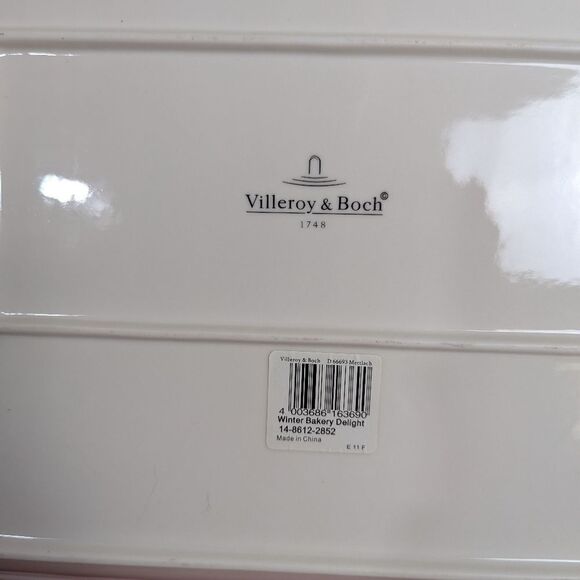 Villeroy & Boch©
1748
Villeroy & Boch D 66693 Mettlach
4 003686 163690
Winter Bakery Delight
14-8612-2852
Made in China
E 11 F